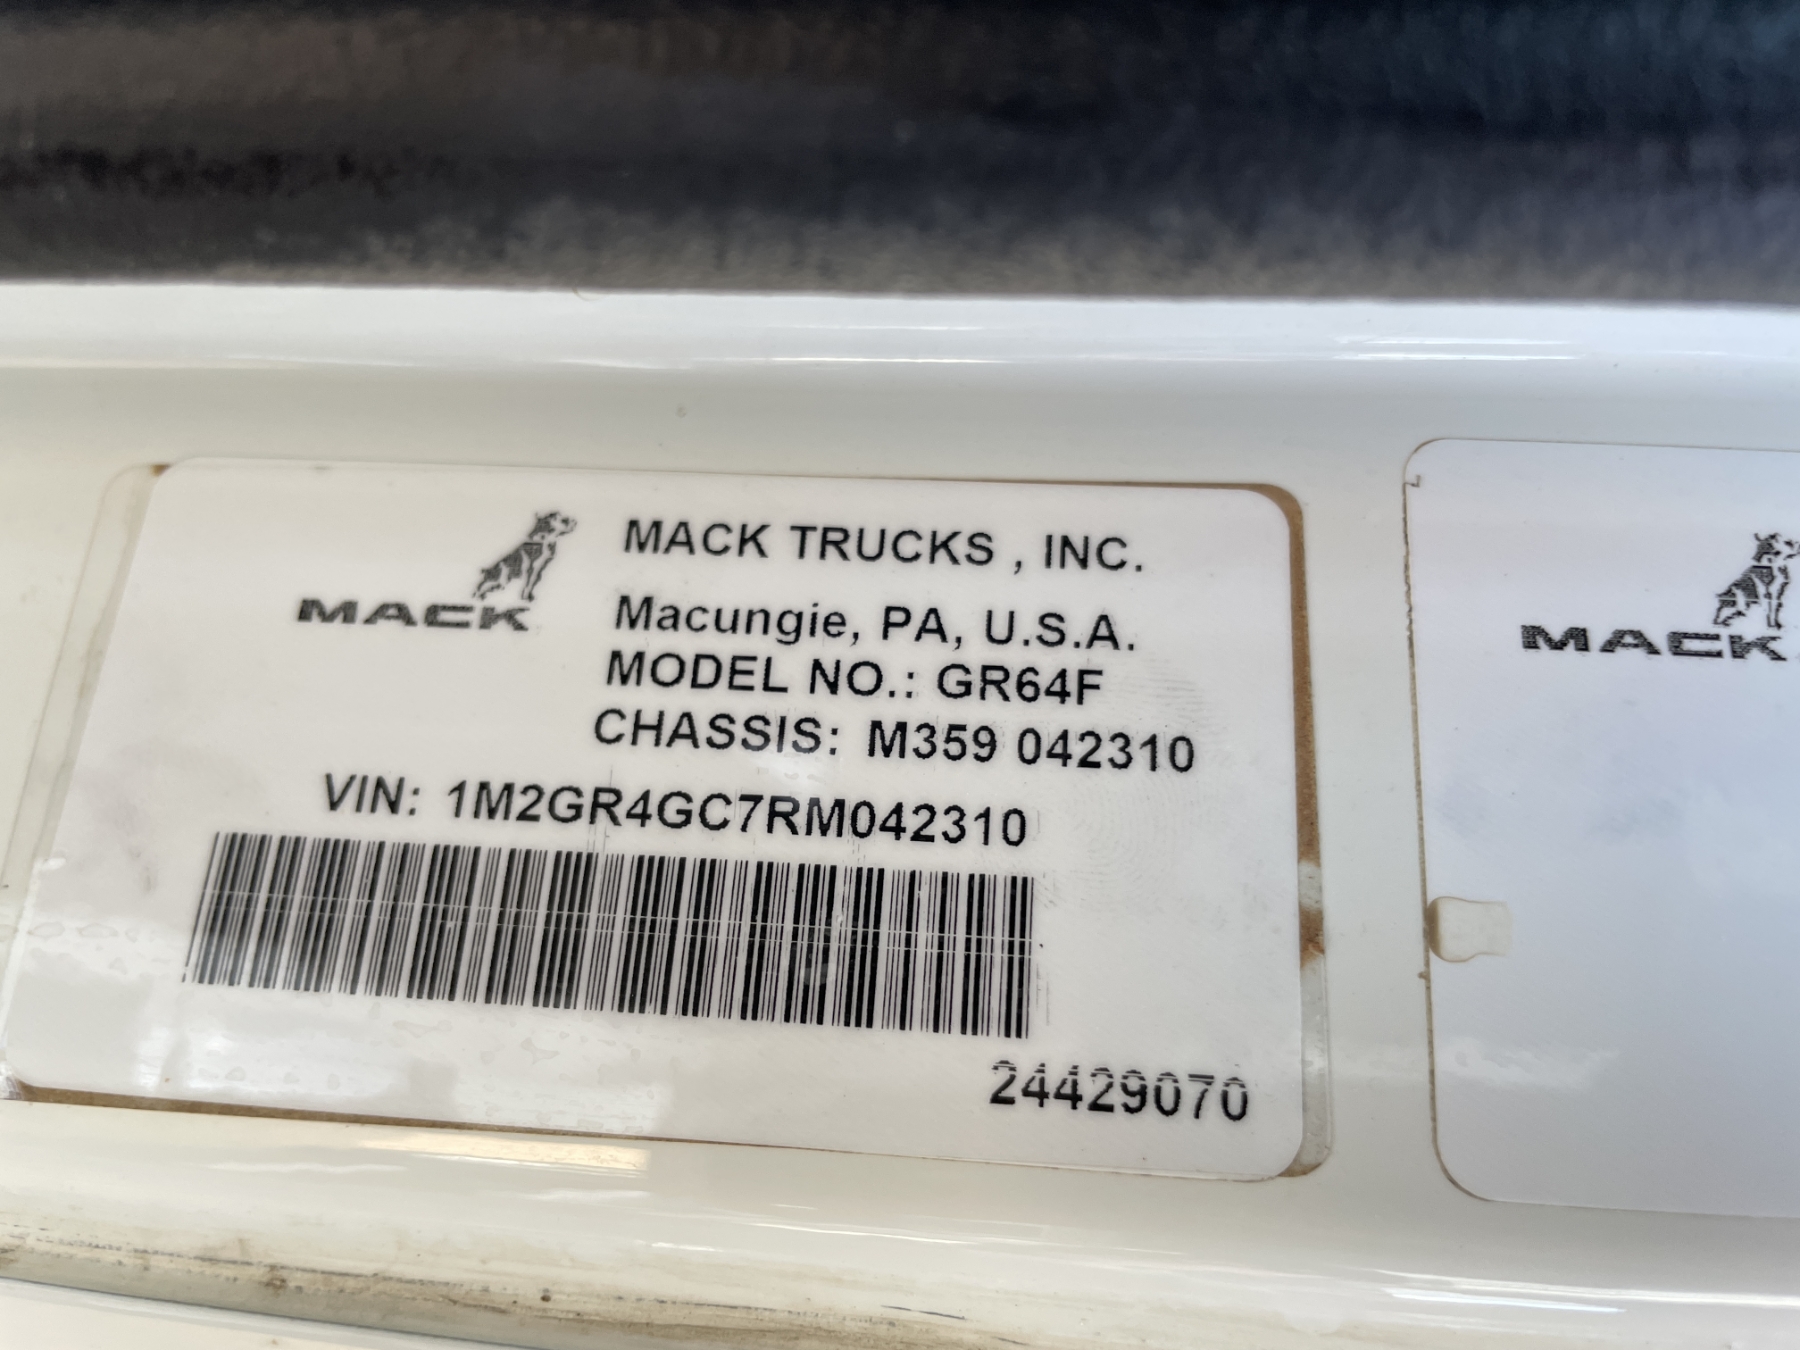 MACK
MACK TRUCKS , INC.
Macungie, PA, U.S.A.
MODEL NO.: GR64F
CHASSIS: M359 042310
VIN: 1M2GR4GC7RM042310
24429070
MACK